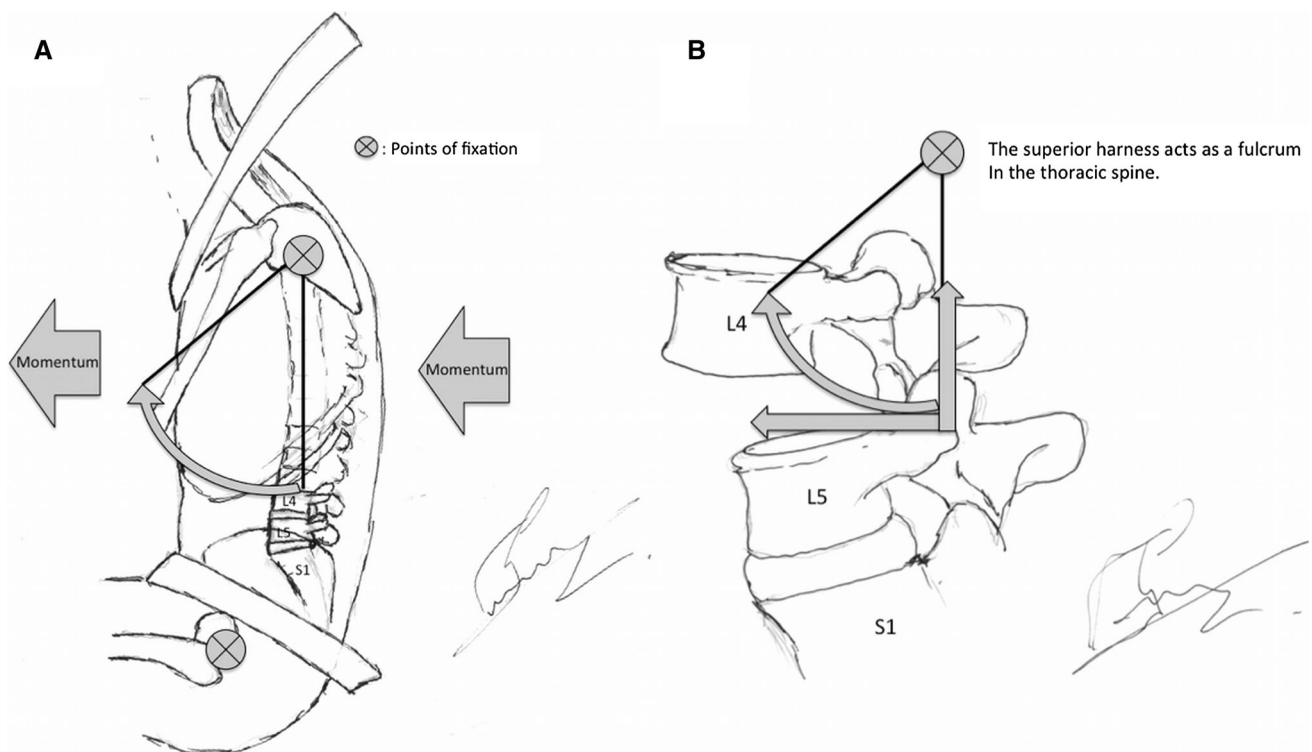 A
: Points of fixation
Momentum
Momentum
L4
L5
S1
B
The superior harness acts as a fulcrum
In the thoracic spine.
L4
L5
S1